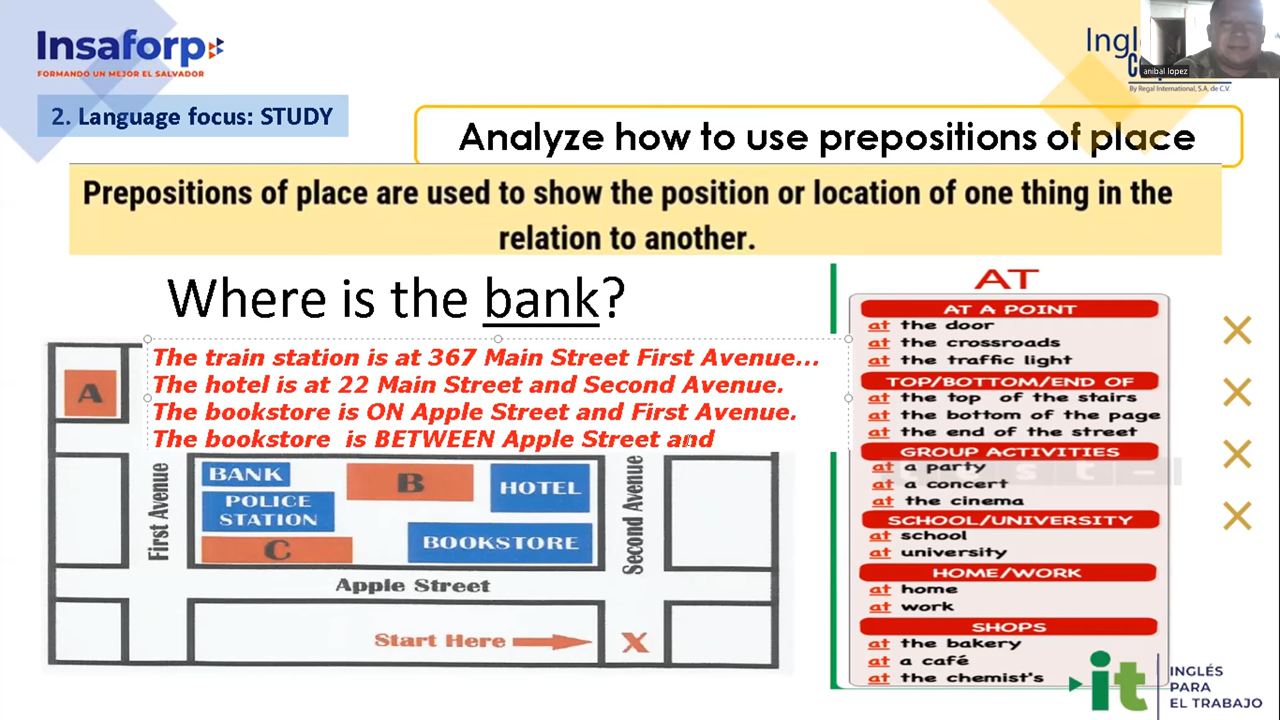 Insaforp
FORMANDO UN MEJOR EL SALVADOR
anibal lopez
By Regal International, S.A. de C.V.
2. Language focus: STUDY
Analyze how to use prepositions of place
Prepositions of place are used to show the position or location of one thing in the
relation to another.
Where is the bank?
The train station is at 367 Main Street First Avenue...
The hotel is at 22 Main Street and Second Avenue.
The bookstore is ON Apple Street and First Avenue.
The bookstore is BETWEEN Apple Street and
A
First Avenue
BANK
POLICE
STATION
B
HOTEL
C
BOOKSTORE
Second Avenue
Apple Street
Start Here
X
AT
AT A POINT
at the door
at the crossroads
at the traffic light
TOP/BOTTOM/END OF
at the top of the stairs
at the bottom of the page
at the end of the street
GROUP ACTIVITIES
at a party
at a concert
at the cinema
SCHOOL/UNIVERSITY
at school
at university
HOME/WORK
at home
at work
SHOPS
at the bakery
at a café
at the chemist's
it
INGLÉS
PARA
EL TRABAJO